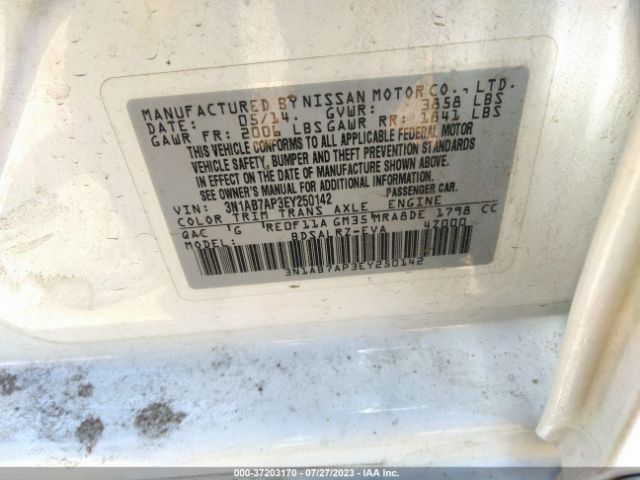 MANUFACTURED BY NISSAN MOTOR CO., LTD.
DATE: 05/14. GVWR: 3858 LBS
GAWR FR: 2006 LBS GAWR RR: 1841 LBS
THIS VEHICLE CONFORMS TO ALL APPLICABLE FEDERAL MOTOR
VEHICLE SAFETY, BUMPER AND THEFT PREVENTION STANDARDS
IN EFFECT ON THE DATE OF MANUFACTURE SHOWN ABOVE.
SEE OWNER'S MANUAL FOR ADDITIONAL INFORMATION.
VIN: 3N1AB7AP3EY250142 PASSENGER CAR.
COLOR TRIM TRANS AXLE ENGINE
QAC G RE0F11A GM35 MRA8DE 1798 CC
MODEL: BDSALRZ-EVA 4Z000
3N1AB7AP3EY250142
000-37203170 - 07/27/2023 - IAA Inc.